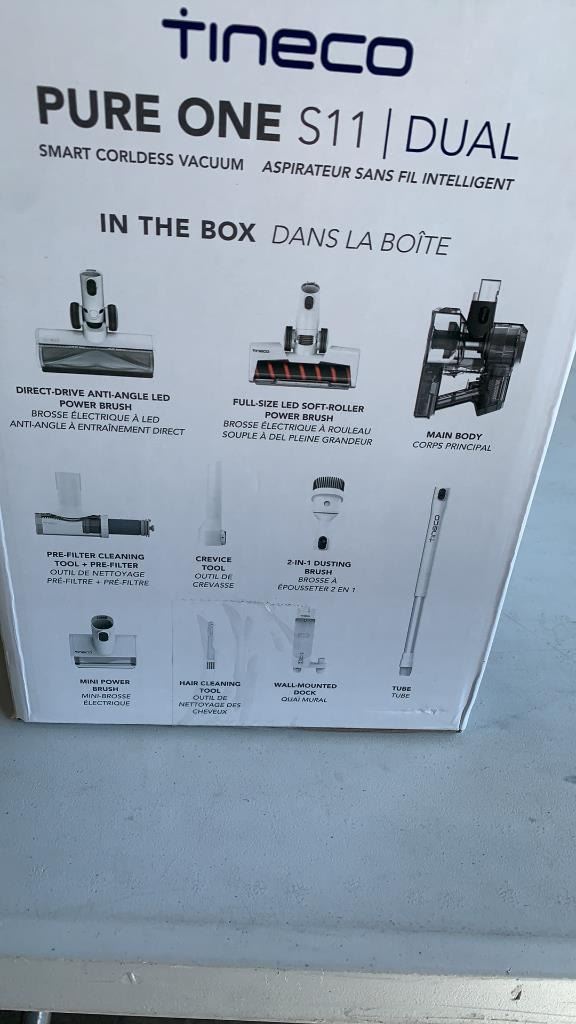 TINECO
PURE ONE S11 | DUAL
SMART CORLDESS VACUUM ASPIRATEUR SANS FIL INTELLIGENT
IN THE BOX DANS LA BOÎTE
DIRECT-DRIVE ANTI-ANGLE LED
POWER BRUSH
BROSSE ÉLECTRIQUE À LED
ANTI-ANGLE À ENTRAÎNEMENT DIRECT
TINECO
FULL-SIZE LED SOFT-ROLLER
POWER BRUSH
BROSSE ÉLECTRIQUE À ROULEAU
SOUPLE À DEL PLEINE GRANDEUR
MAIN BODY
CORPS PRINCIPAL
PRE-FILTER CLEANING
TOOL + PRE-FILTER
OUTIL DE NETTOYAGE
PRÉ-FILTRE + PRÉ-FILTRE
CREVICE
TOOL
OUTIL DE
CREVASSE
2-IN-1 DUSTING
BRUSH
BROSSE À
ÉPOUSSETER 2 EN 1
TINECO
TINECO
MINI POWER
BRUSH
MINI-BROSSE
ÉLECTRIQUE
HAIR CLEANING
TOOL
OUTIL DE
NETTOYAGE DES
CHEVEUX
WALL-MOUNTED
DOCK
QUAI MURAL
TUBE
TUBE